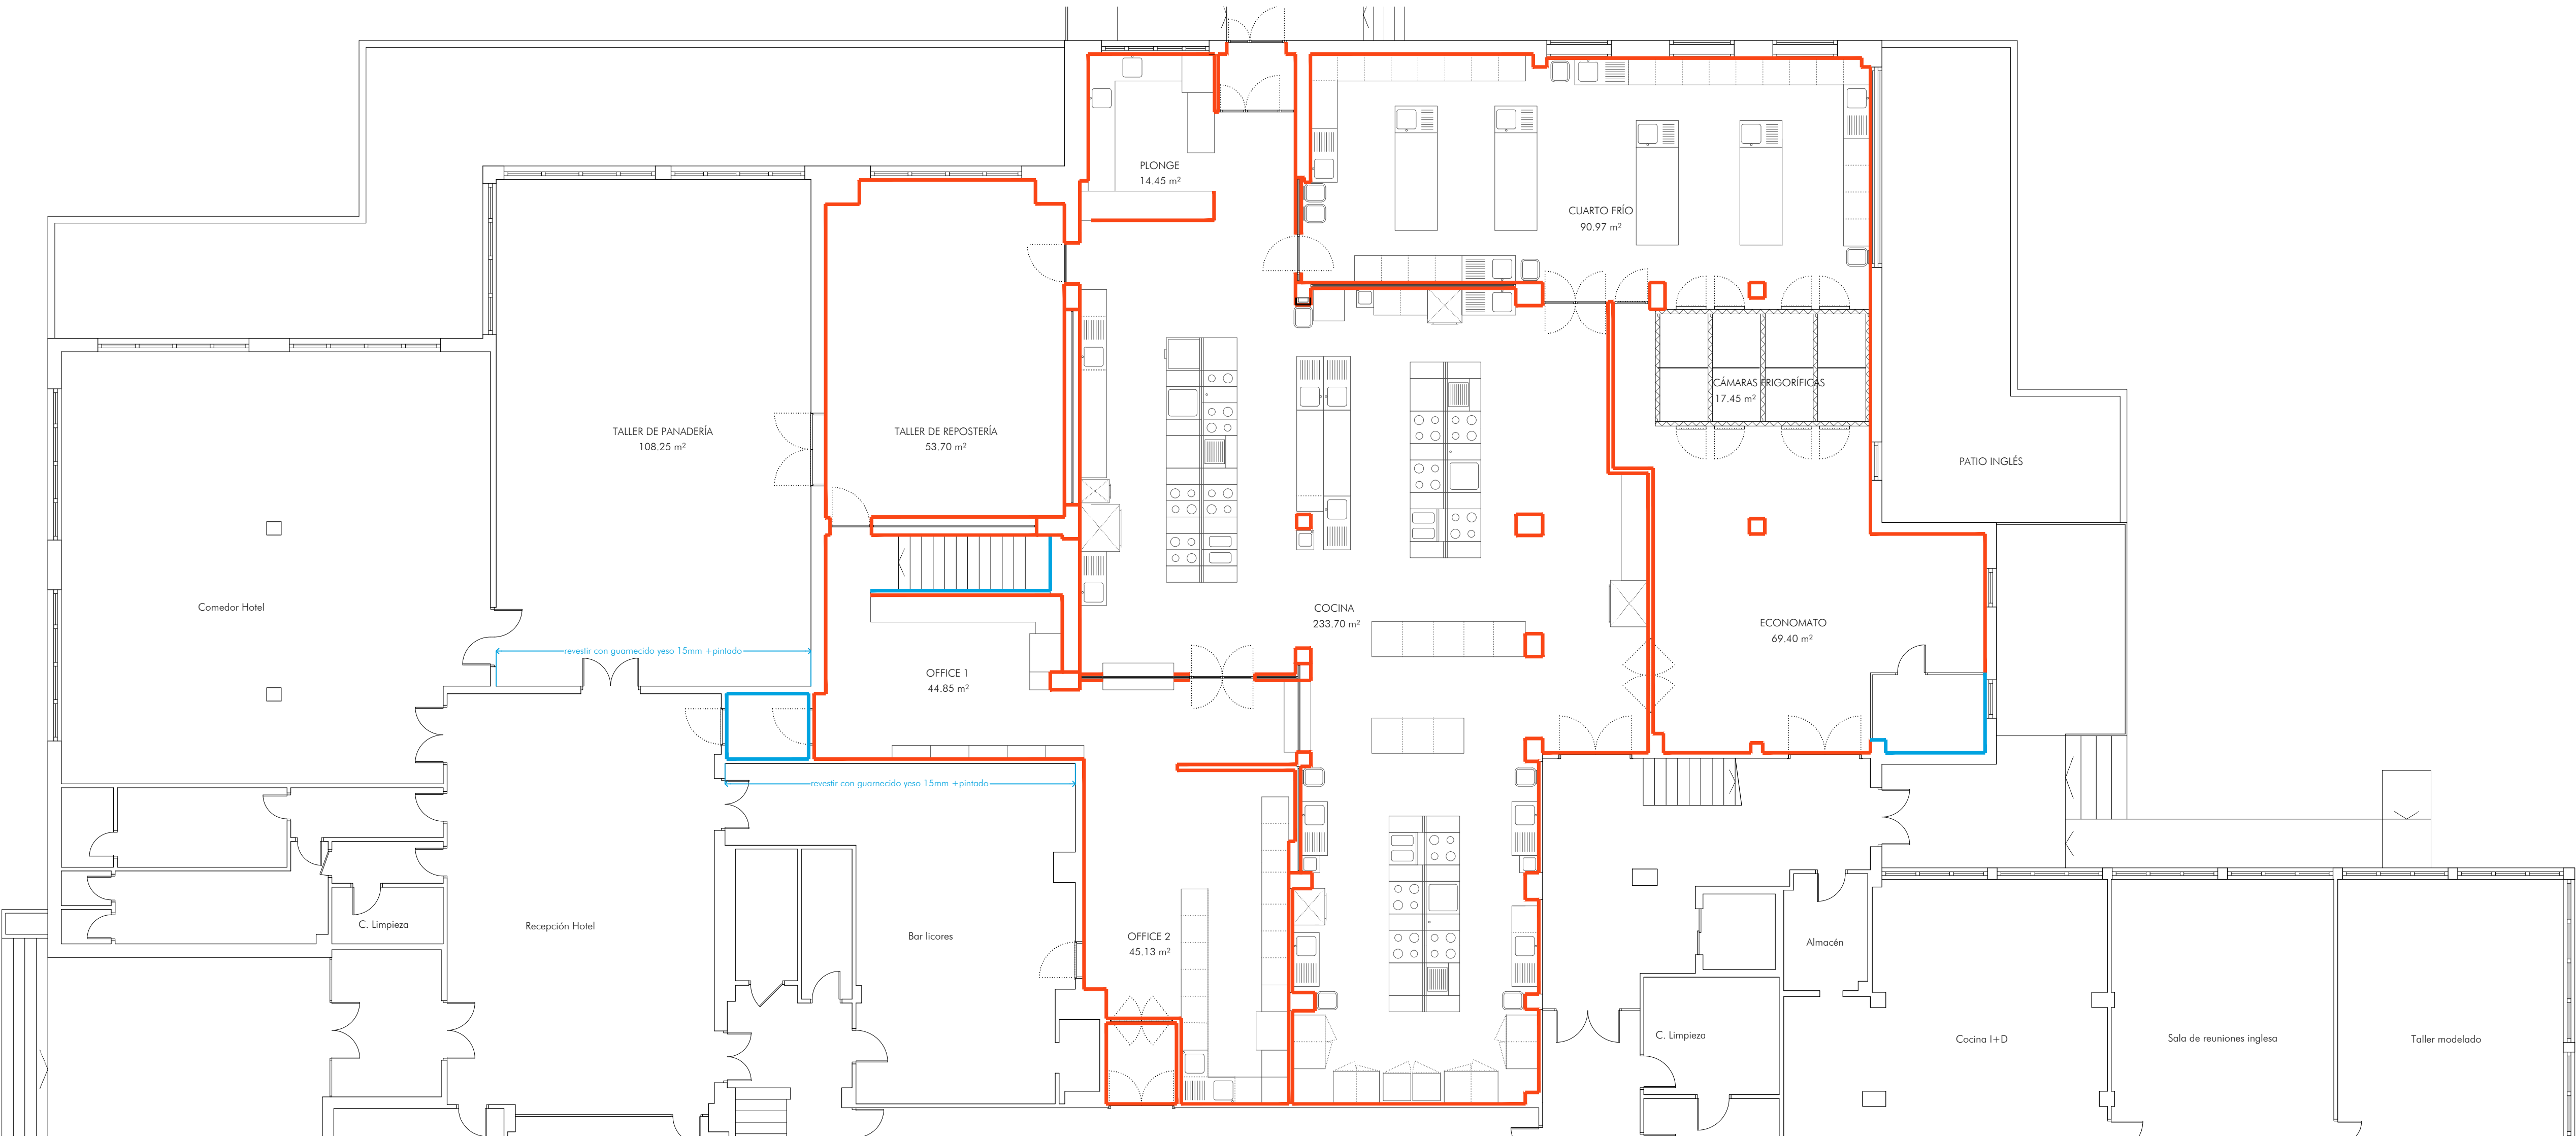 PLONGE
14.45 m²
CUARTO FRÍO
90.97 m²
CÁMARAS FRIGORÍFICAS
17.45 m²
TALLER DE PANADERÍA
108.25 m²
TALLER DE REPOSTERÍA
53.70 m²
PATIO INGLÉS
Comedor Hotel
COCINA
233.70 m²
ECONOMATO
69.40 m²
revestir con guarnecido yeso 15mm +pintado
OFFICE 1
44.85 m²
revestir con guarnecido yeso 15mm +pintado
C. Limpieza
Recepción Hotel
Bar licores
OFFICE 2
45.13 m²
Almacén
C. Limpieza
Cocina I+D
Sala de reuniones inglesa
Taller modelado